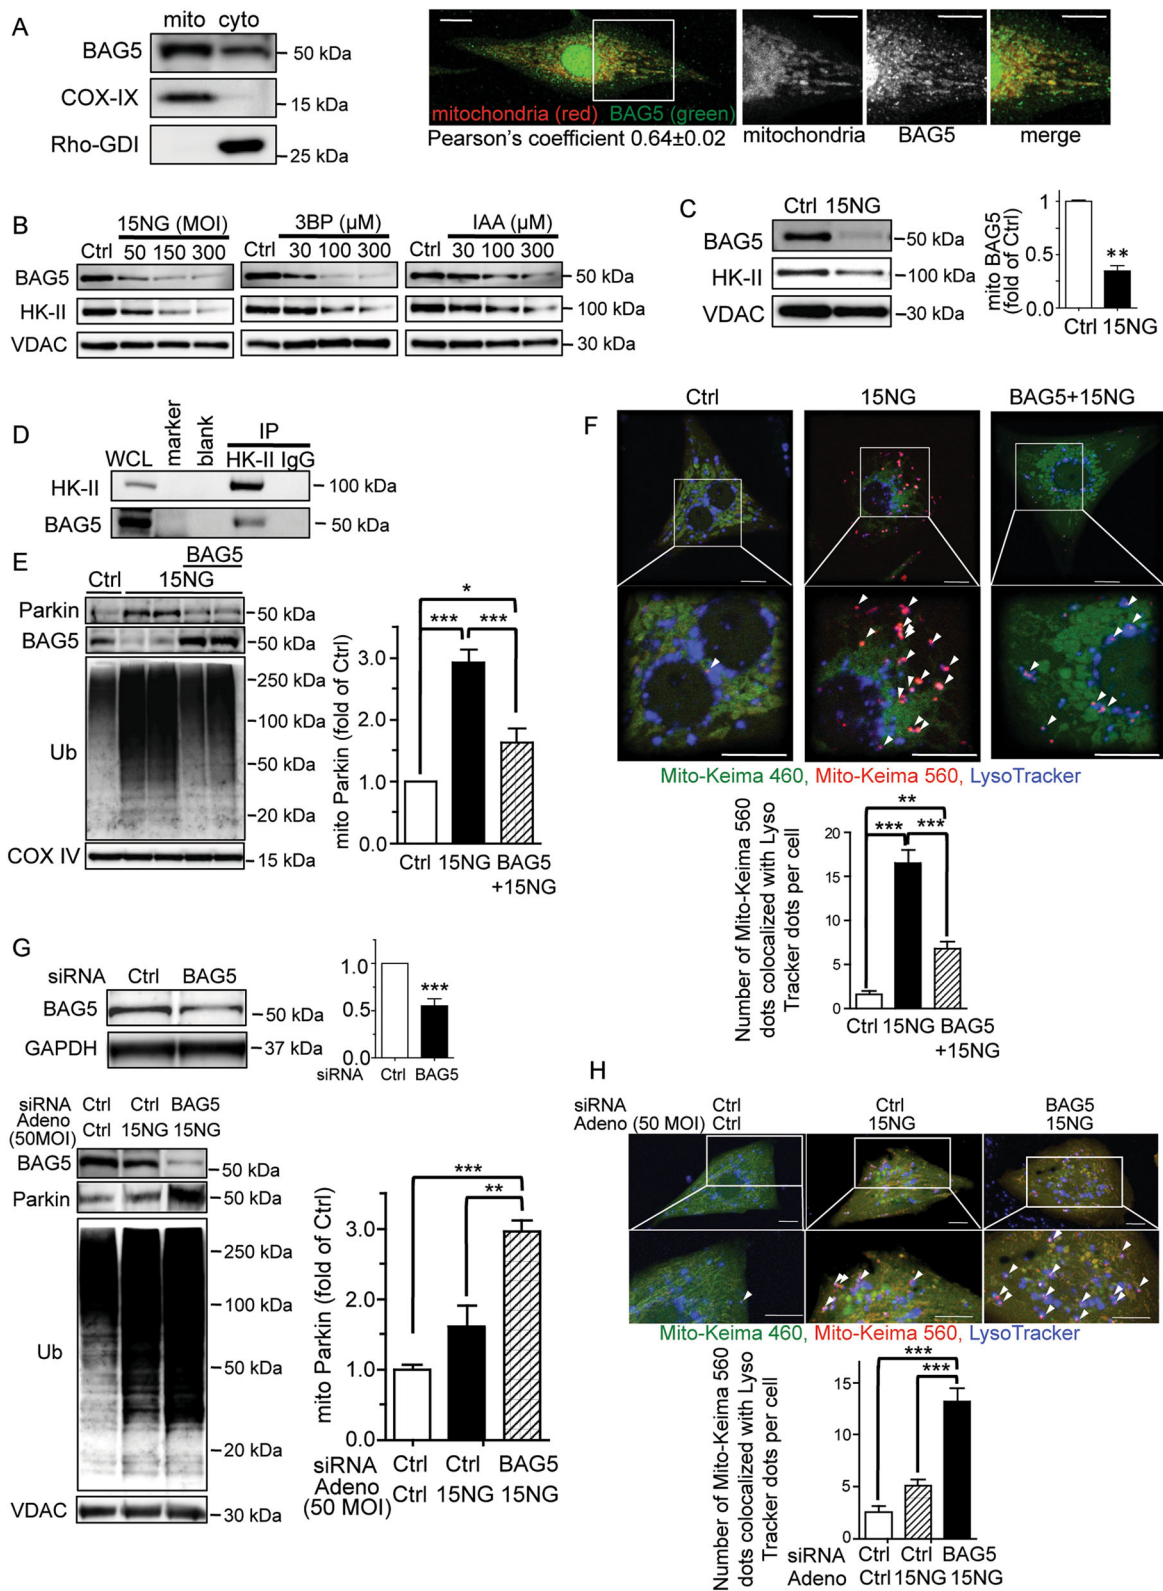 A
mito cyto
BAG5
50 kDa
COX-IX
15 kDa
Rho-GDI
25 kDa
mitochondria (red) BAG5 (green)
Pearson's coefficient 0.64±0.02
mitochondria BAG5 merge
B
15NG (MOI) 3BP (µM) IAA (µM)
Ctrl 50 150 300 Ctrl 30 100 300 Ctrl 30 100 300
BAG5 50 kDa
HK-II 100 kDa
VDAC 30 kDa
C
Ctrl 15NG
BAG5 50 kDa
HK-II 100 kDa
VDAC 30 kDa
mito BAG5
(fold of Ctrl)
1
0.5
0
**
Ctrl 15NG
D
WCL marker blank IP
HK-II IgG
HK-II 100 kDa
BAG5 50 kDa
E
BAG5
Ctrl 15NG
Parkin 50 kDa
BAG5 50 kDa
Ub
250 kDa
100 kDa
50 kDa
20 kDa
COX IV 15 kDa
mito Parkin (fold of Ctrl)
3.0
2.0
1.0
0.0
*
*** ***
Ctrl 15NG BAG5
+15NG
F
Ctrl 15NG BAG5+15NG
Mito-Keima 460, Mito-Keima 560, LysoTracker
Number of Mito-Keima 560
dots colocalized with Lyso
Tracker dots per cell
20
15
10
5
0
**
*** ***
Ctrl 15NG BAG5
+15NG
G
siRNA Ctrl BAG5
BAG5 50 kDa
GAPDH 37 kDa
1.0
0.5
0.0
***
siRNA Ctrl BAG5
siRNA Ctrl Ctrl BAG5
Adeno
(50MOI) Ctrl 15NG 15NG
BAG5 50 kDa
Parkin 50 kDa
Ub
250 kDa
100 kDa
50 kDa
20 kDa
VDAC 30 kDa
mito Parkin (fold of Ctrl)
3.0
2.0
1.0
0.0
***
**
siRNA Ctrl Ctrl BAG5
Adeno
(50 MOI) Ctrl 15NG 15NG
H
siRNA Ctrl Ctrl BAG5
Adeno (50 MOI) Ctrl 15NG 15NG
Mito-Keima 460, Mito-Keima 560, LysoTracker
Number of Mito-Keima 560
dots colocalized with Lyso
Tracker dots per cell
15
10
5
0
***
***
siRNA Ctrl Ctrl BAG5
Adeno Ctrl 15NG 15NG